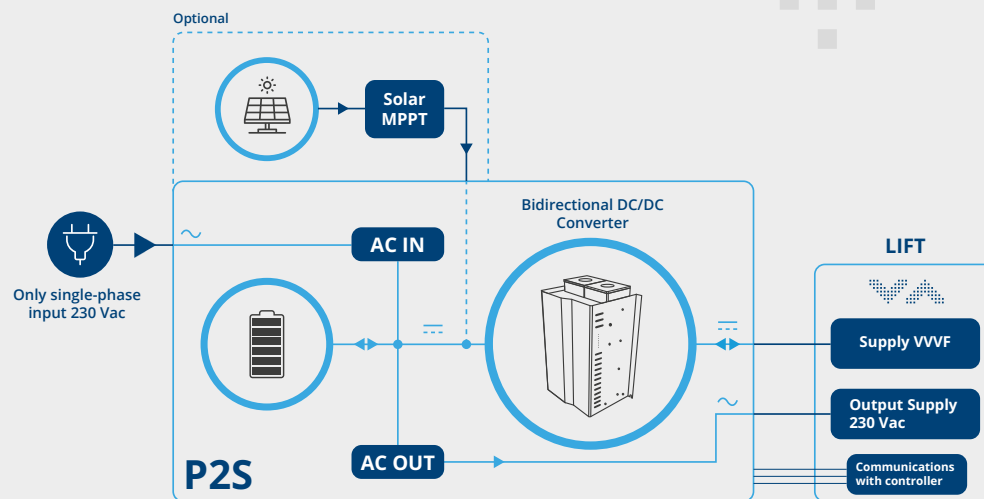 Optional
Solar
MPPT
Bidirectional DC/DC
Converter
AC IN
LIFT
Only single-phase
input 230 Vac
Supply VVVF
Output Supply
230 Vac
AC OUT
P2S
Communications
with controller